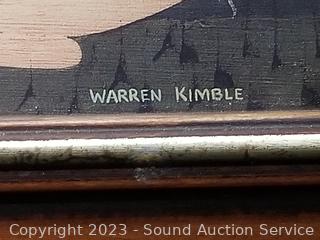 WARREN KIMBLE
Copyright 2023 - Sound Auction Service